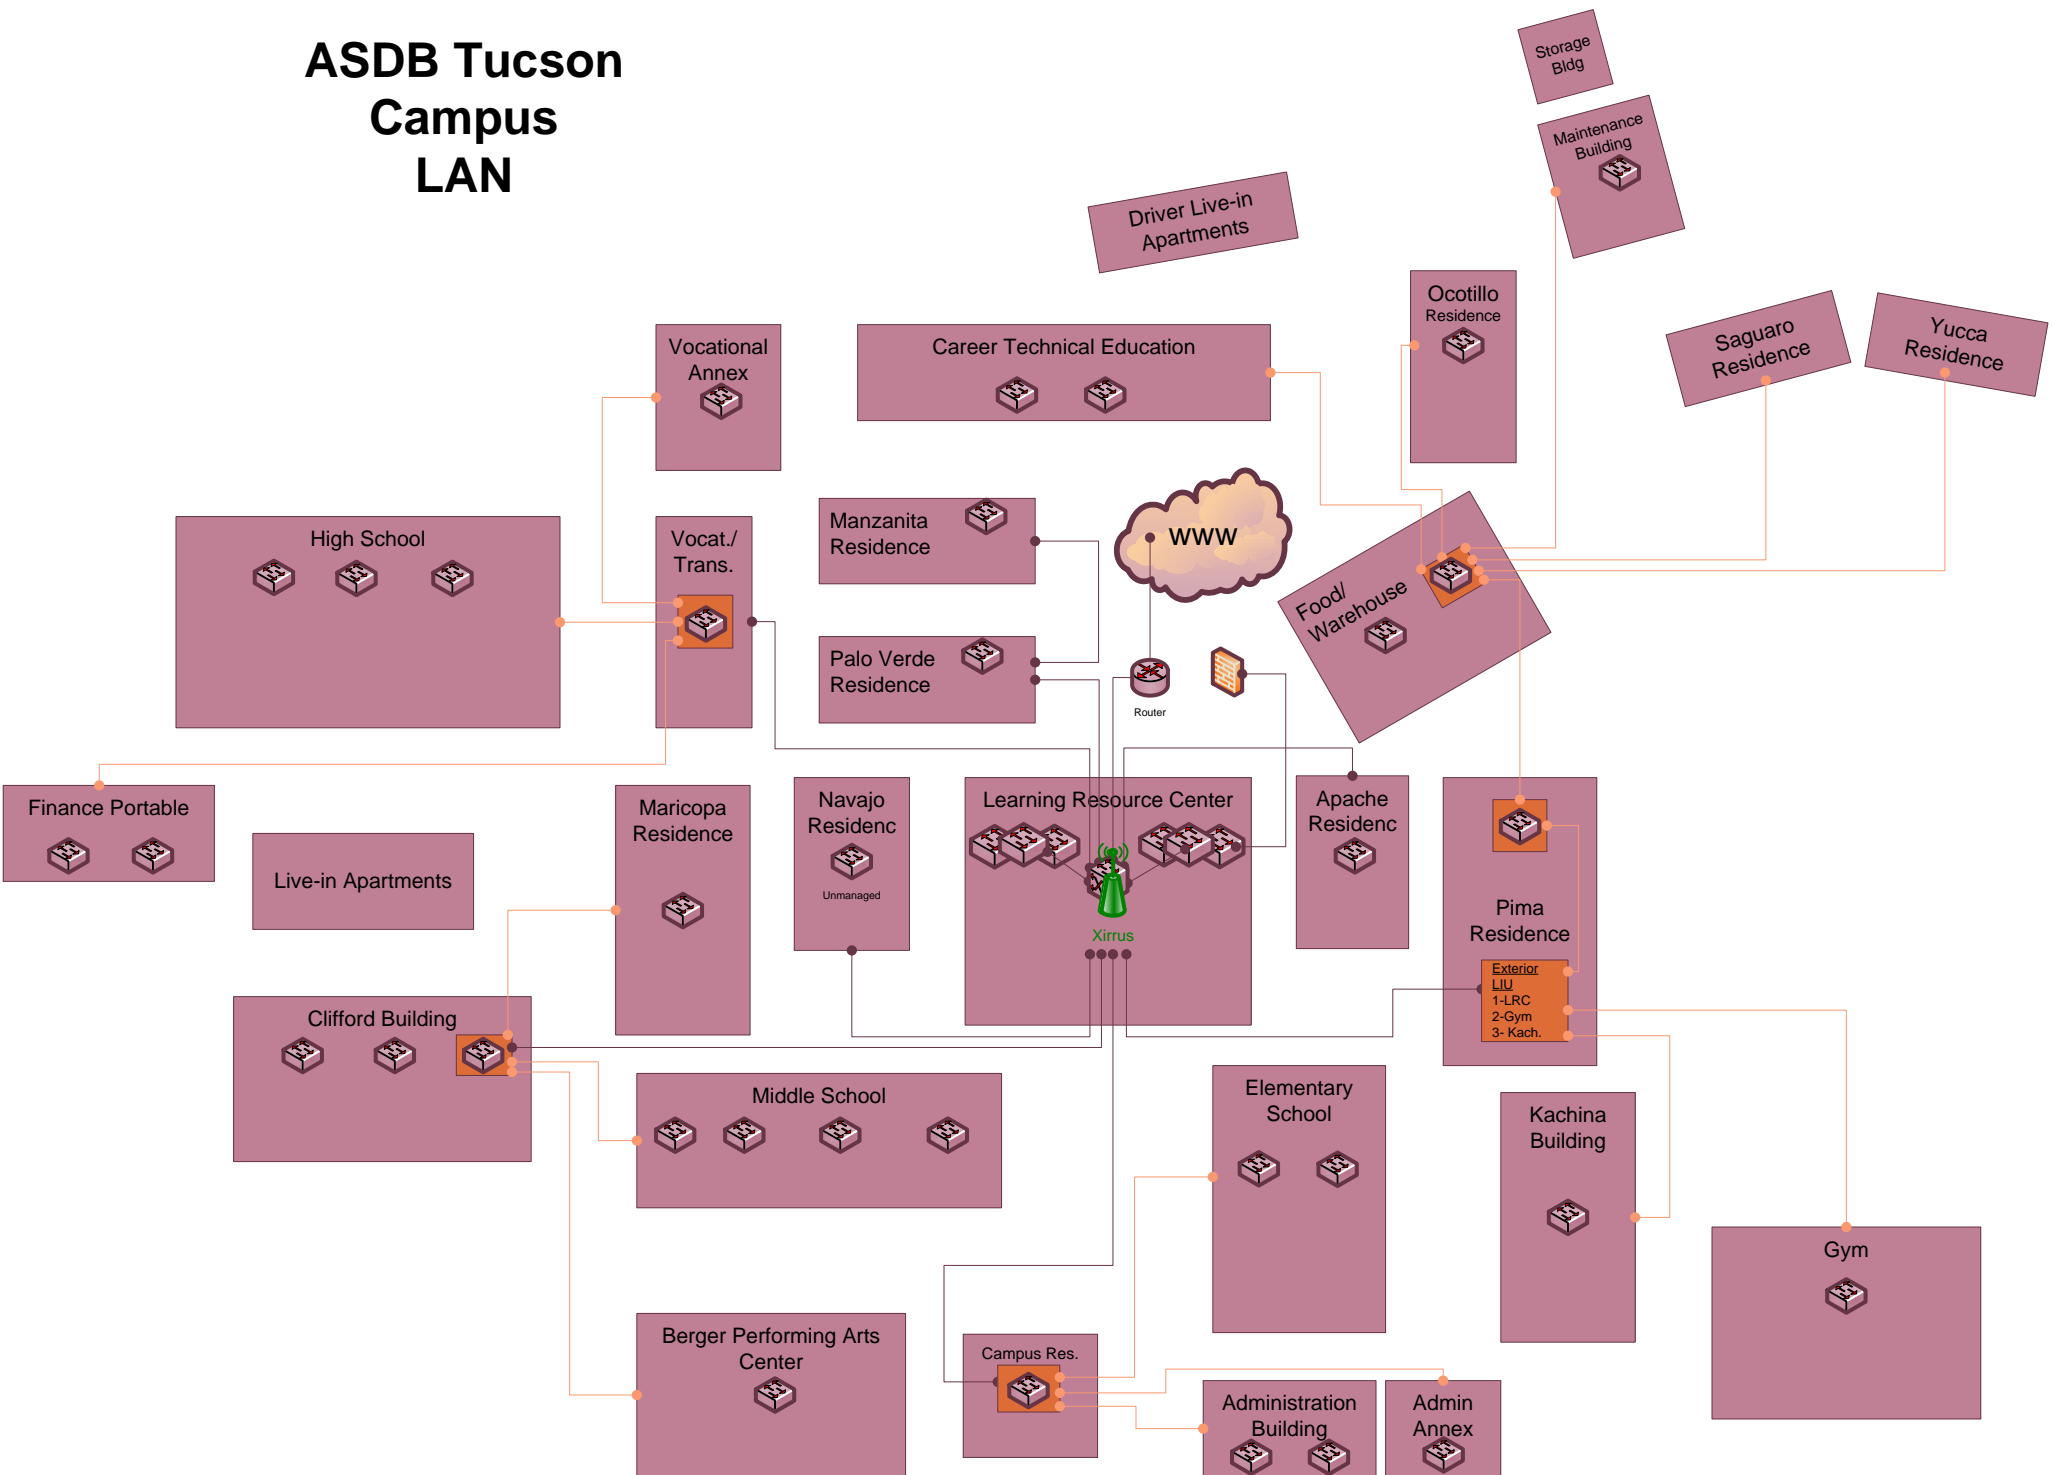 ASDB Tucson
Campus
LAN
Storage
Bldg
Maintenance
Building
Driver Live-in
Apartments
Ocotillo
Residence
Saguaro
Residence
Yucca
Residence
Vocational
Annex
Career Technical Education
High School
Vocat./
Trans.
Manzanita
Residence
www
Food/
Warehouse
Palo Verde
Residence
Router
Finance Portable
Live-in Apartments
Maricopa
Residence
Navajo
Residenc
Unmanaged
Learning Resource Center
Xirrus
Apache
Residenc
Pima
Residence
Exterior
LIU
1-LRC
2-Gym
3- Kach.
Clifford Building
Middle School
Elementary
School
Kachina
Building
Gym
Berger Performing Arts
Center
Campus Res.
Administration
Building
Admin
Annex